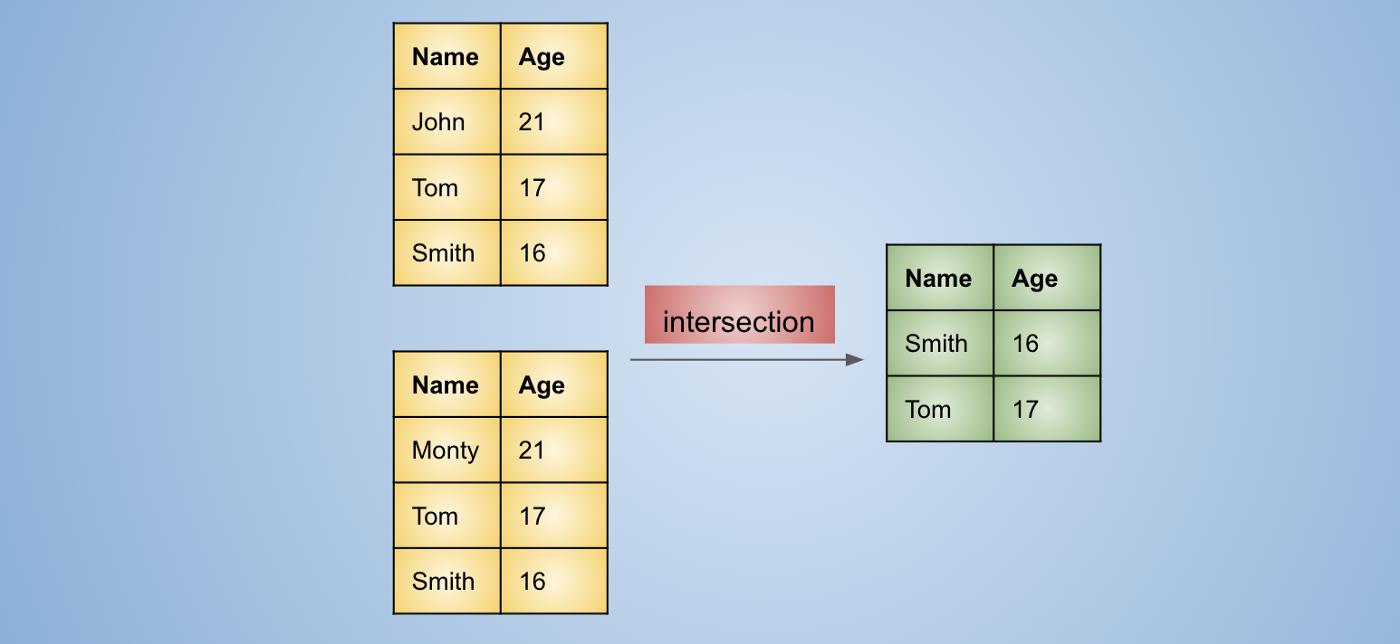 Name Age
John 21
Tom 17
Smith 16
Name Age
Monty 21
Tom 17
Smith 16
intersection
Name Age
Smith 16
Tom 17